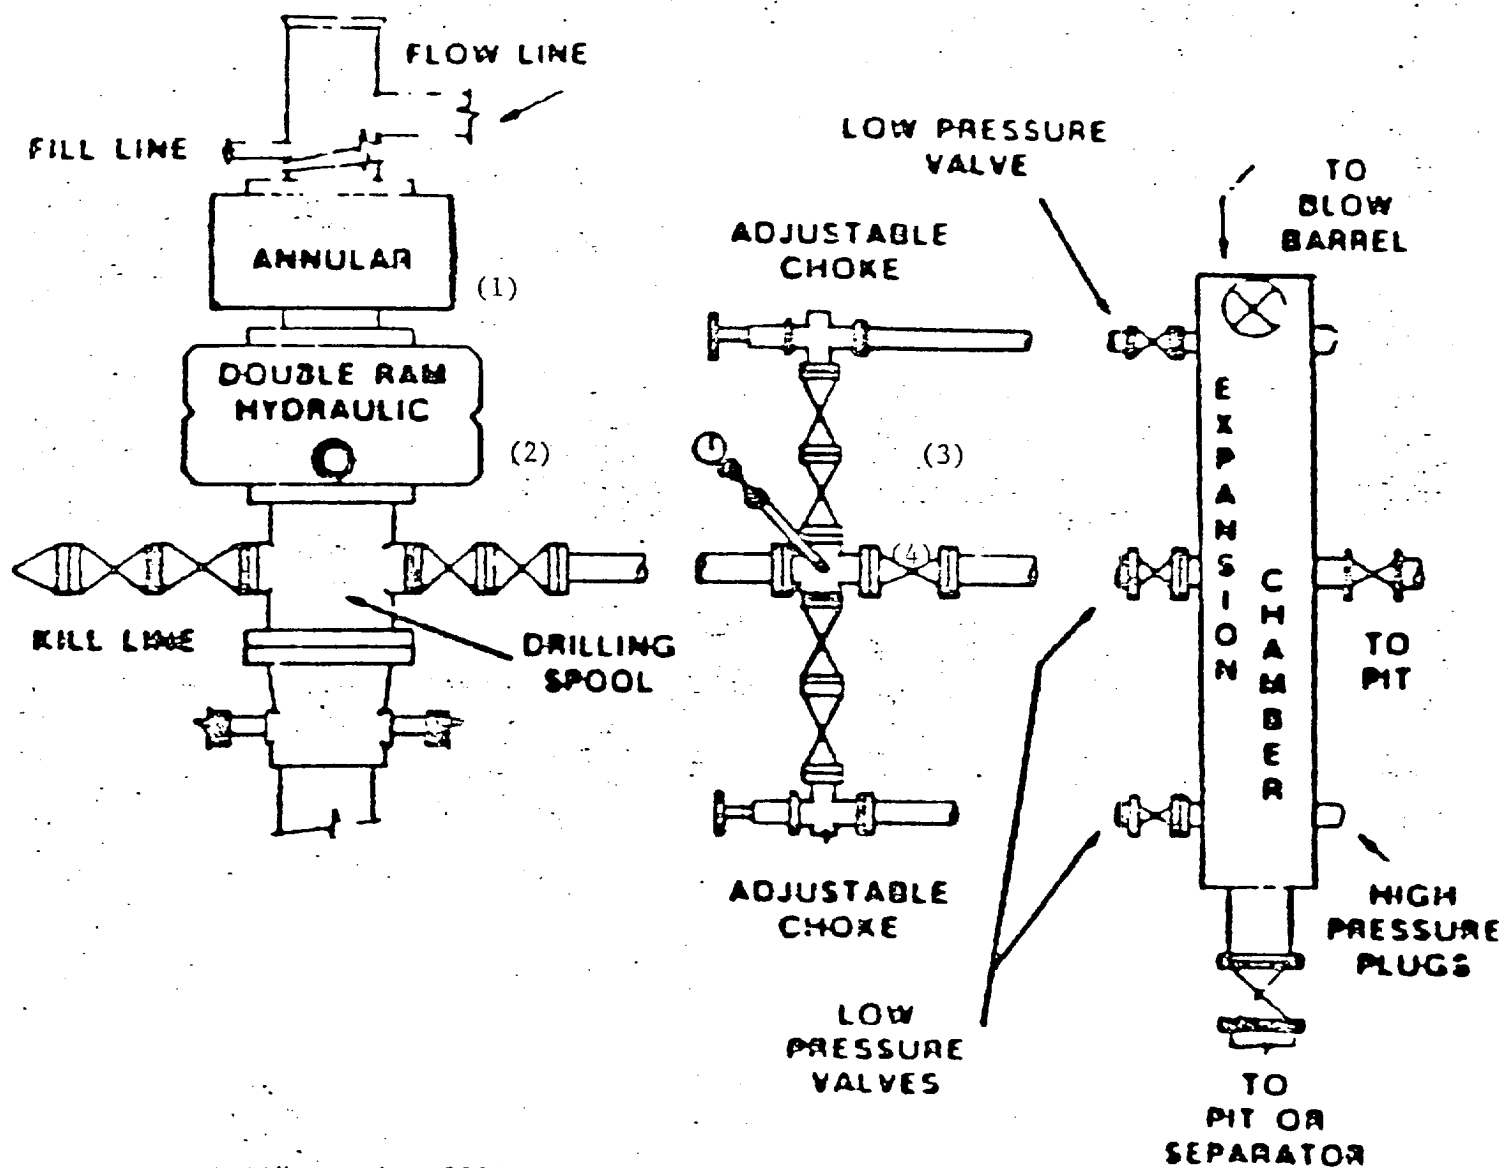 FLOW LINE
FILL LINE
ANNULAR
(1)
DOUBLE RAM
HYDRAULIC
(2)
KILL LINE
DRILLING
SPOOL
LOW PRESSURE
VALVE
ADJUSTABLE
CHOKE
(3)
(4)
ADJUSTABLE
CHOKE
LOW
PRESSURE
VALVES
TO
BLOW
BARREL
EXPANSION
CHAMBER
TO
PIT
HIGH
PRESSURE
PLUGS
TO
PIT OR
SEPARATOR